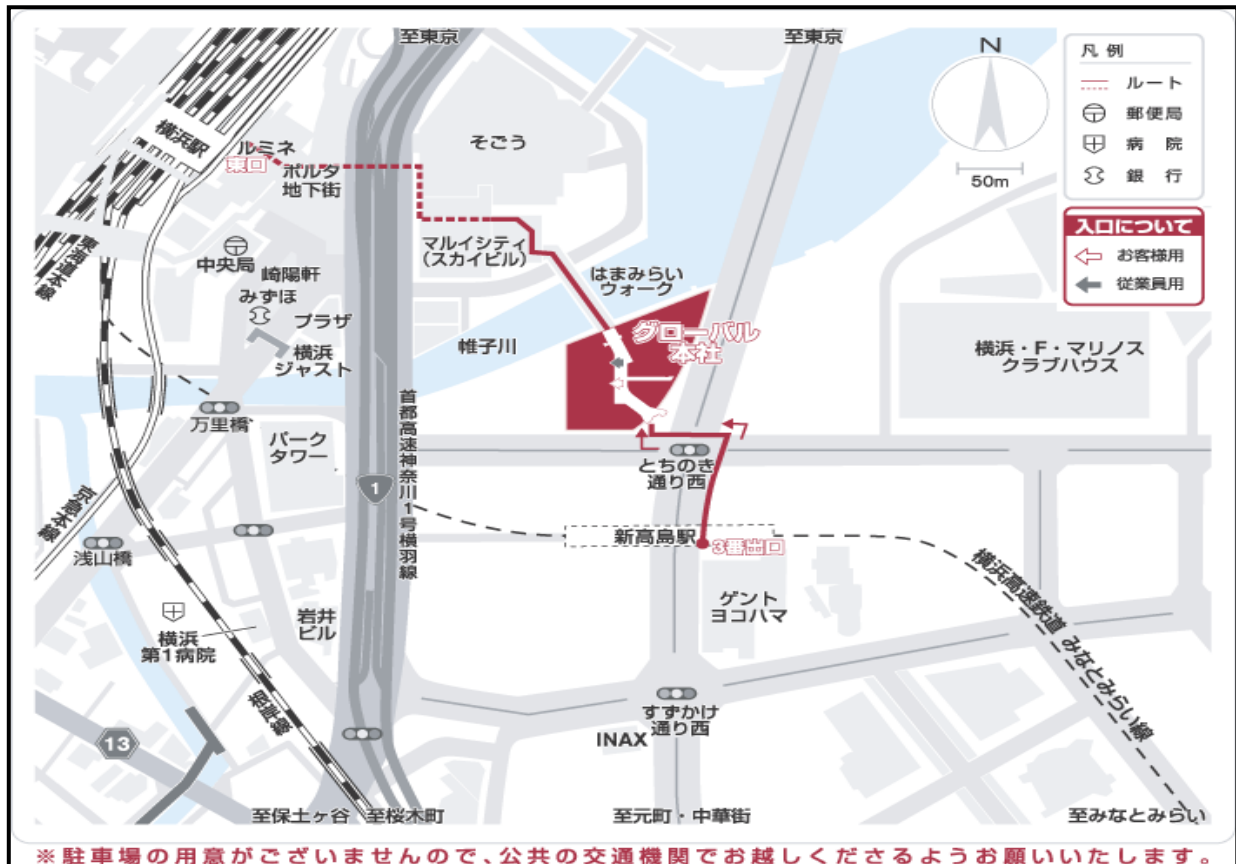 至東京
至東京
N
50m
凡例
ルート
郵便局
病院
銀行
入口について
お客様用
従業員用
横浜駅
ルミネ
東口
ポルタ
地下街
そごう
マルイシティ
(スカイビル)
はまみらい
ウォーク
グローバル
本社
東海道本線
中央局
崎陽軒
みずほ
プラザ
横浜
ジャスト
帷子川
横浜・F・マリノス
クラブハウス
万里橋
パーク
タワー
首都高速神奈川1号横羽線
1
とちのき
通り西
京急本線
浅山橋
新高島駅
3番出口
横浜高速鉄道 みなとみらい線
ゲント
ヨコハマ
岩井
ビル
横浜
第1病院
根岸線
すずかけ
通り西
INAX
13
至保土ヶ谷
至桜木町
至元町・中華街
至みなとみらい
※駐車場の用意がございませんので、公共の交通機関でお越しくださるようお願いいたします。